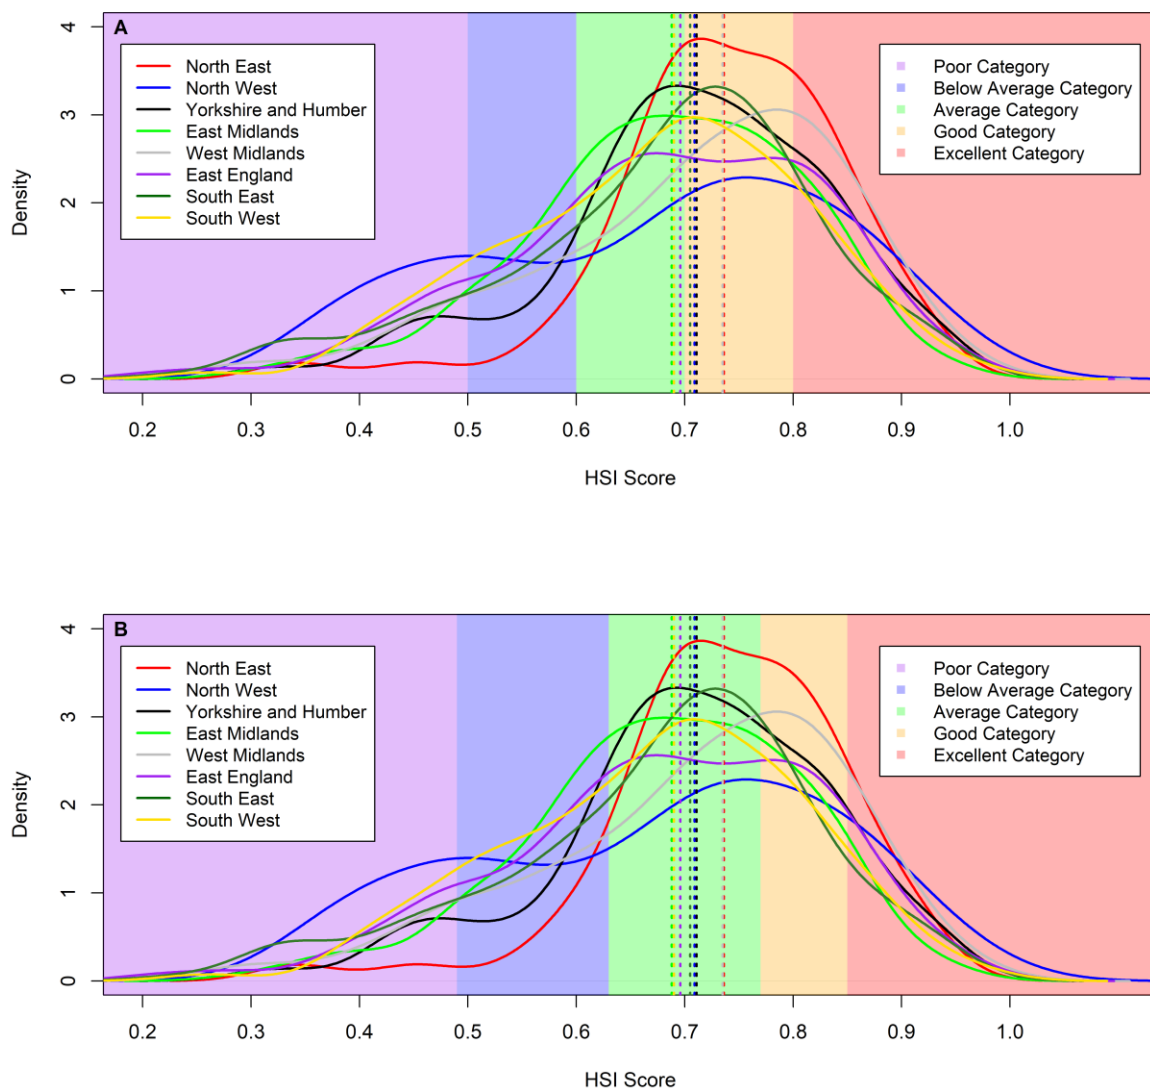 A
North East
North West
Yorkshire and Humber
East Midlands
West Midlands
East England
South East
South West
Poor Category
Below Average Category
Average Category
Good Category
Excellent Category
Density
0
1
2
3
4
0.2 0.3 0.4 0.5 0.6 0.7 0.8 0.9 1.0
HSI Score
B
North East
North West
Yorkshire and Humber
East Midlands
West Midlands
East England
South East
South West
Poor Category
Below Average Category
Average Category
Good Category
Excellent Category
Density
0
1
2
3
4
0.2 0.3 0.4 0.5 0.6 0.7 0.8 0.9 1.0
HSI Score